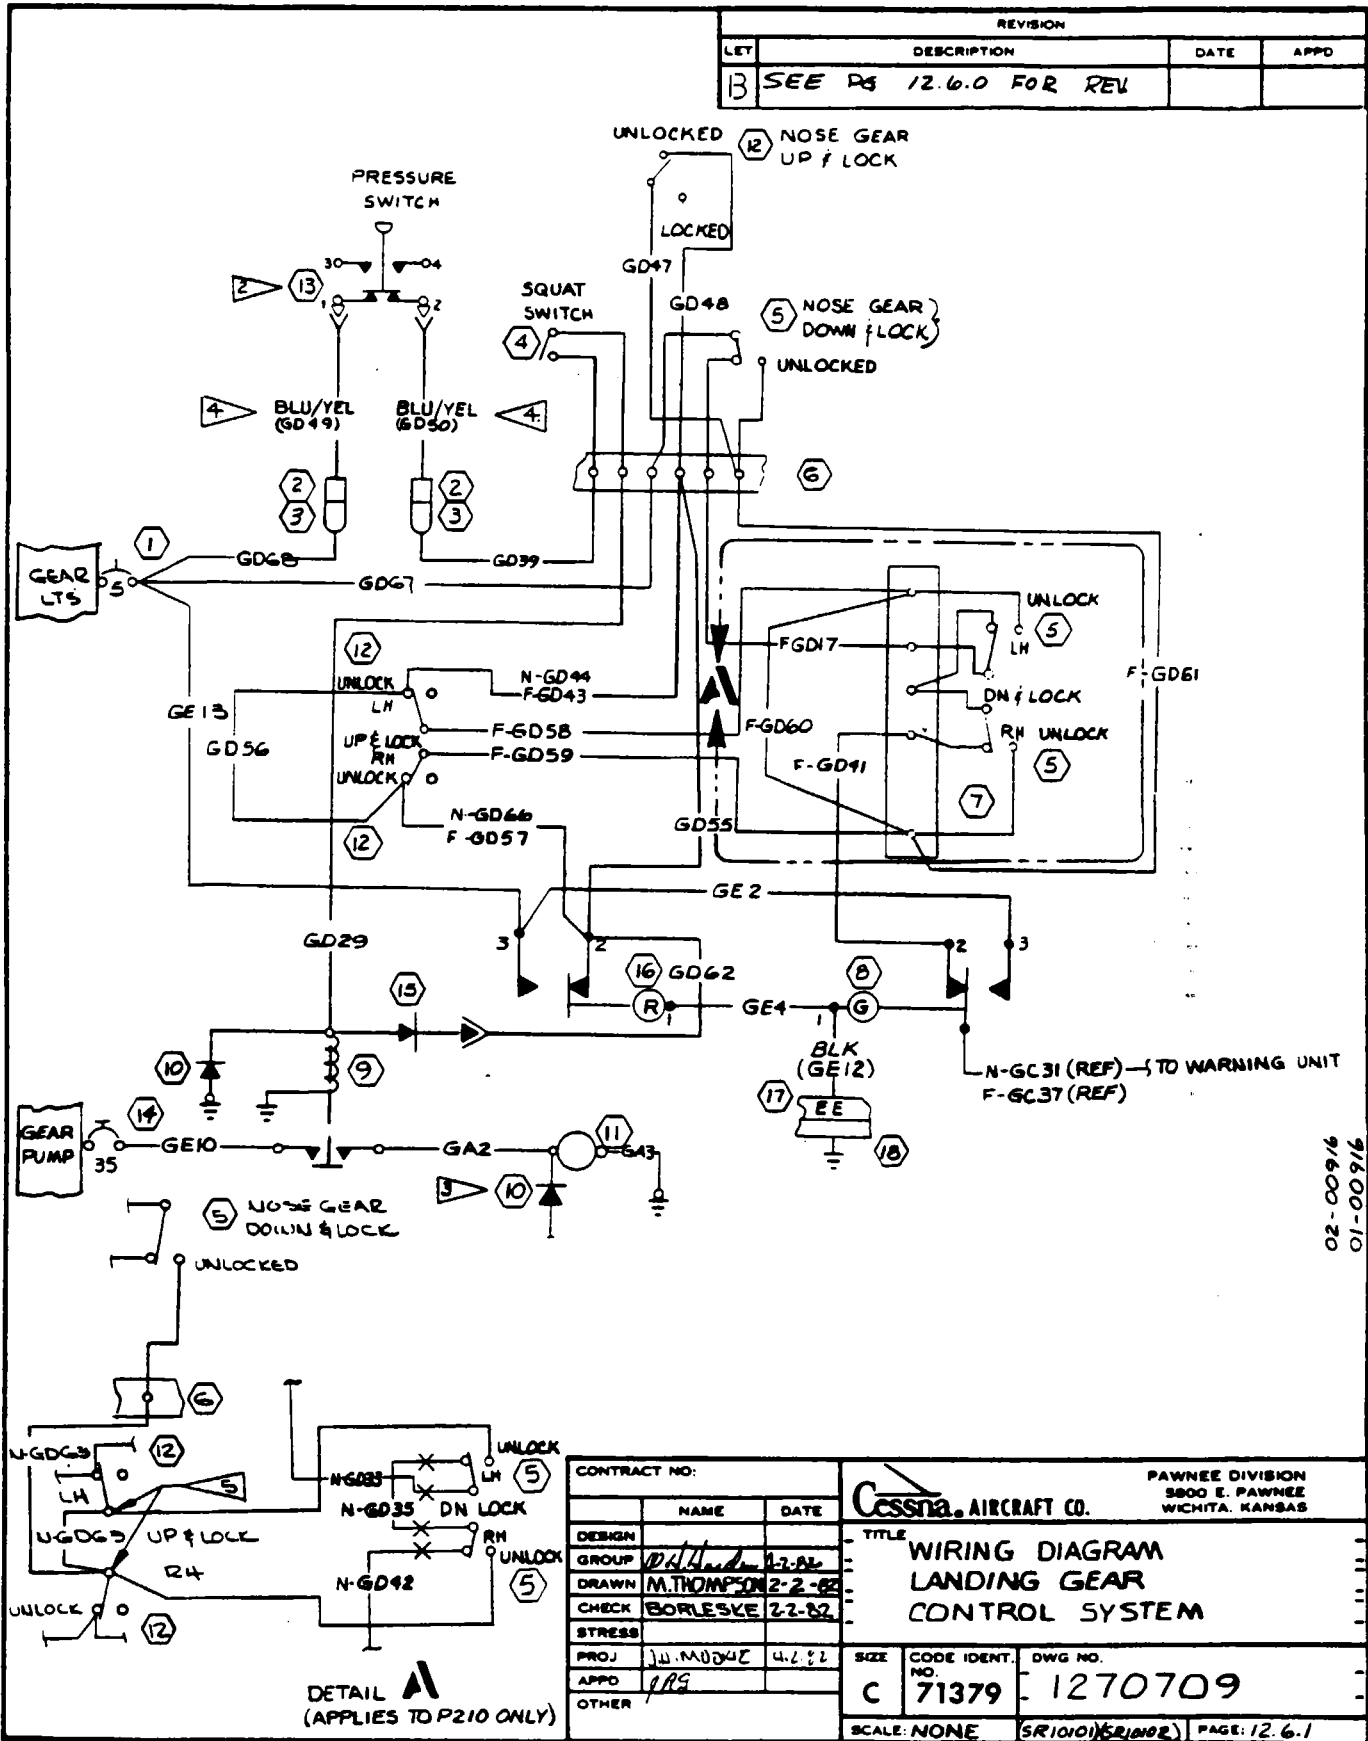 REVISION
LET DESCRIPTION DATE APPD
B SEE PG 12.6.0 FOR REV
UNLOCKED 12 NOSE GEAR
UP & LOCK
LOCKED
PRESSURE
SWITCH
3 4
2 13
1 2
GD47
GD48
SQUAT
SWITCH
4
5 NOSE GEAR
DOWN & LOCK
UNLOCKED
4 BLU/YEL
(GD49)
BLU/YEL
(GD50) 4
6
2 2
3 3
1
GEAR
LTS
5
GD68
GD39
GD67
UNLOCK
5
LH
FGD17
F-GD61
DN & LOCK
12
UNLOCK
LH
N-GD44
F-GD43
GE13
GD56
F-GD58
UP & LOCK
RH
F-GD59
UNLOCK
A
F-GD60
RH UNLOCK
5
F-GD41
7
N-GD66
F-GD57
12
GD55
GE2
GD29
3 2
2 3
16 GD62
8
15
R 1
GE4
1 G
10
9
BLK
(GE12)
N-GC31 (REF) TO WARNING UNIT
F-GC37 (REF)
17 EE
18
GEAR
PUMP
14
35
GE10
GA2
11
GA3
3 10
02-00916
01-00916
5 NOSE GEAR
DOWN & LOCK
UNLOCKED
6
N-GDG3
12
LH
5
N-GDG3 UP & LOCK
RH
UNLOCK
12
N-GD33
UNLOCK
LH
5
N-GD35 DN LOCK
RH
UNLOCK
5
N-GD42
DETAIL A
(APPLIES TO P210 ONLY)
CONTRACT NO:
NAME DATE
DESIGN
GROUP 2-2-82
DRAWN M.THOMPSON 2-2-82
CHECK BORLESKE 2-2-82
STRESS
PROJ
APPD
OTHER
Cessna. AIRCRAFT CO.
PAWNEE DIVISION
5800 E. PAWNEE
WICHITA. KANSAS
TITLE
WIRING DIAGRAM
LANDING GEAR
CONTROL SYSTEM
SIZE
C
CODE IDENT.
NO.
71379
DWG NO.
1270709
SCALE: NONE (SR10101)(SR10102) PAGE: 12.6.1